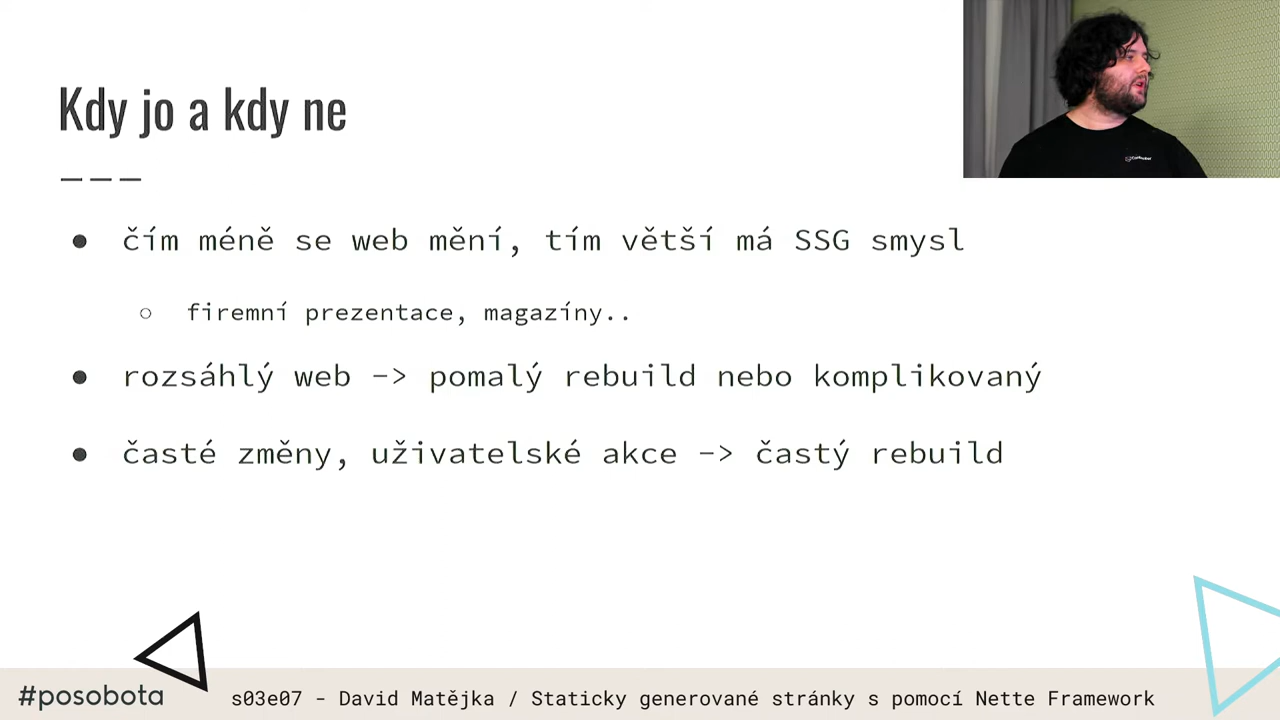 Kdy jo a kdy ne
čím méně se web mění, tím větší má SSG smysl
firemní prezentace, magazíny..
rozsáhlý web -> pomalý rebuild nebo komplikovaný
časté změny, uživatelské akce -> častý rebuild
#posobota
s03e07 - David Matějka / Staticky generované stránky s pomocí Nette Framework